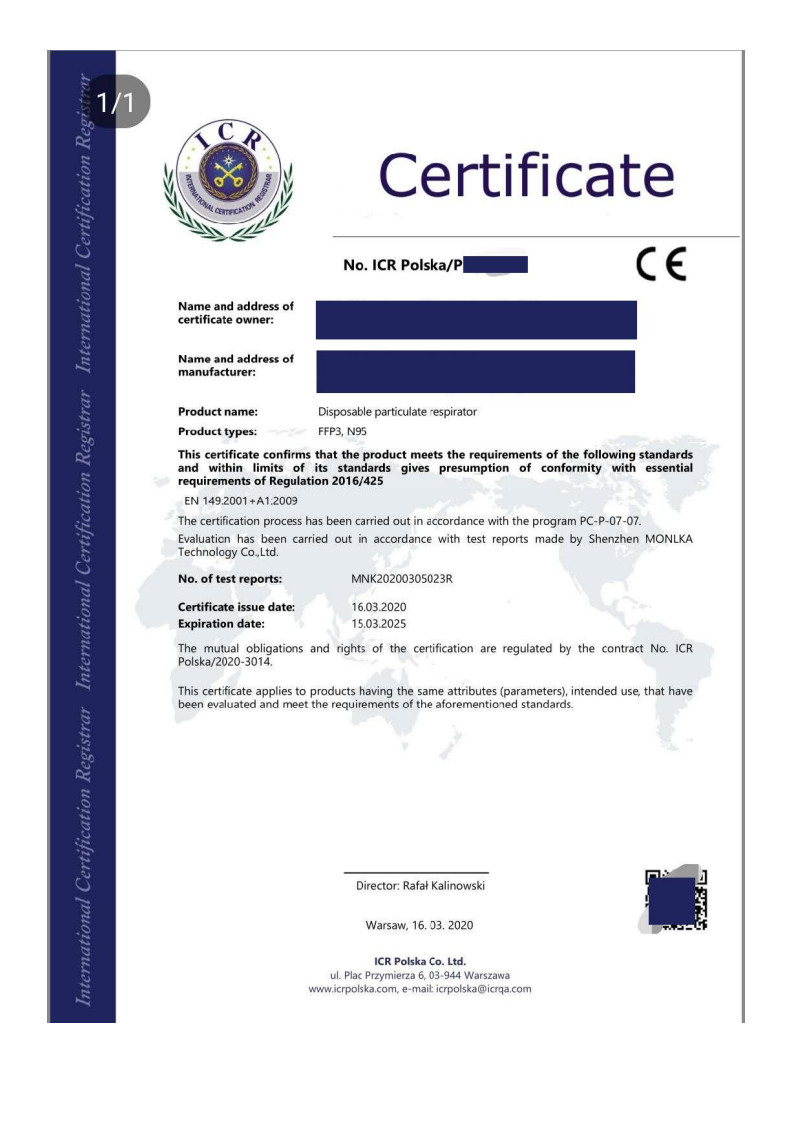 1/1
International Certification Registrar International Certification Registrar International Certification Registrar
ICR
INTERNATIONAL CERTIFICATION REGISTRAR
Certificate
No. ICR Polska/P
CE
Name and address of
certificate owner:
Name and address of
manufacturer:
Product name: Disposable particulate respirator
Product types: FFP3, N95
This certificate confirms that the product meets the requirements of the following standards
and within limits of its standards gives presumption of conformity with essential
requirements of Regulation 2016/425
EN 149:2001+A1:2009
The certification process has been carried out in accordance with the program PC-P-07-07.
Evaluation has been carried out in accordance with test reports made by Shenzhen MONLKA
Technology Co.,Ltd.
No. of test reports: MNK20200305023R
Certificate issue date: 16.03.2020
Expiration date: 15.03.2025
The mutual obligations and rights of the certification are regulated by the contract No. ICR
Polska/2020-3014.
This certificate applies to products having the same attributes (parameters), intended use, that have
been evaluated and meet the requirements of the aforementioned standards.
Director: Rafał Kalinowski
Warsaw, 16. 03. 2020
ICR Polska Co. Ltd.
ul. Plac Przymierza 6, 03-944 Warszawa
www.icrpolska.com, e-mail: icrpolska@icrqa.com